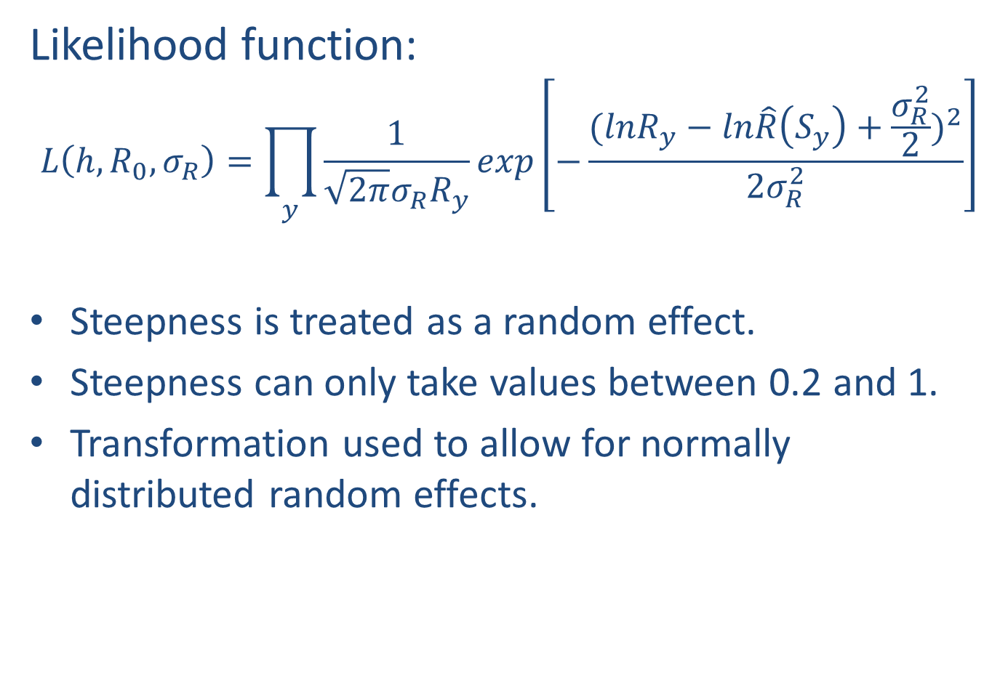 Likelihood function:
$L(h, R_0, \sigma_R) = \prod_y \frac{1}{\sqrt{2\pi}\sigma_R R_y} exp\left[-\frac{(lnR_y - ln\hat{R}(S_y) + \frac{\sigma_R^2}{2})^2}{2\sigma_R^2}\right]$
• Steepness is treated as a random effect.
• Steepness can only take values between 0.2 and 1.
• Transformation used to allow for normally
distributed random effects.